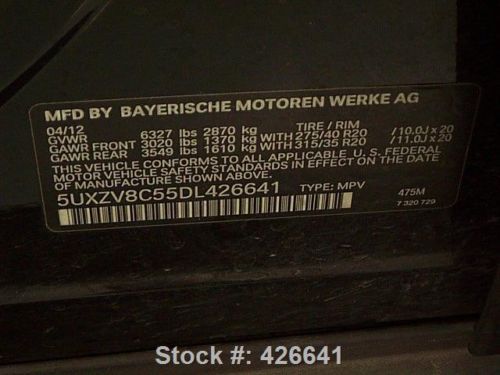 MFD BY BAYERISCHE MOTOREN WERKE AG
04/12 TIRE / RIM
GVWR 6327 lbs 2870 kg
GAWR FRONT 3020 lbs 1370 kg WITH 275/40 R20 /10.0J x 20
GAWR REAR 3549 lbs 1610 kg WITH 315/35 R20 /11.0J x 20
THIS VEHICLE CONFORMS TO ALL APPLICABLE U.S. FEDERAL
MOTOR VEHICLE SAFETY STANDARDS IN EFFECT ON THE DATE OF
MANUFACTURE SHOWN ABOVE.
5UXZV8C55DL426641 TYPE: MPV 475M
7 320 729
Stock #: 426641